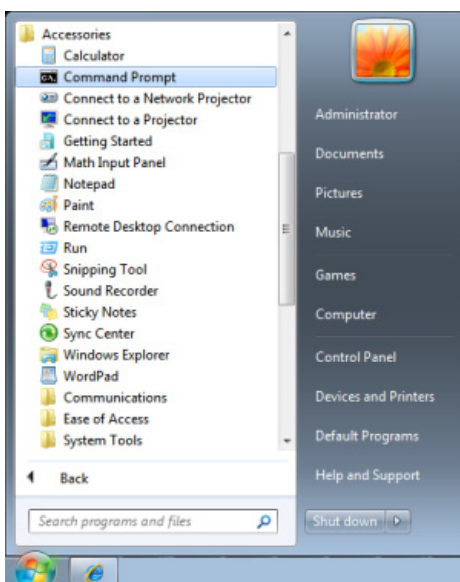 Accessories
Calculator
Command Prompt
Connect to a Network Projector
Connect to a Projector
Getting Started
Math Input Panel
Notepad
Paint
Remote Desktop Connection
Run
Snipping Tool
Sound Recorder
Sticky Notes
Sync Center
Windows Explorer
WordPad
Communications
Ease of Access
System Tools
Back
Search programs and files
Administrator
Documents
Pictures
Music
Games
Computer
Control Panel
Devices and Printers
Default Programs
Help and Support
Shut down